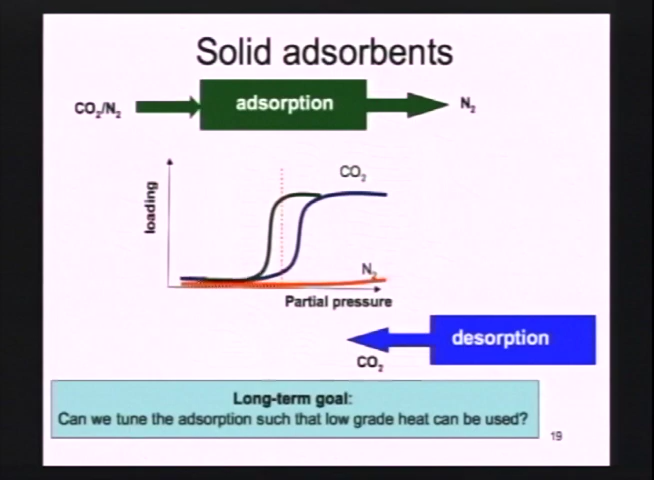 Solid adsorbents
CO₂/N₂
adsorption
N₂
CO₂
loading
N₂
Partial pressure
desorption
CO₂
Long-term goal:
Can we tune the adsorption such that low grade heat can be used?
19